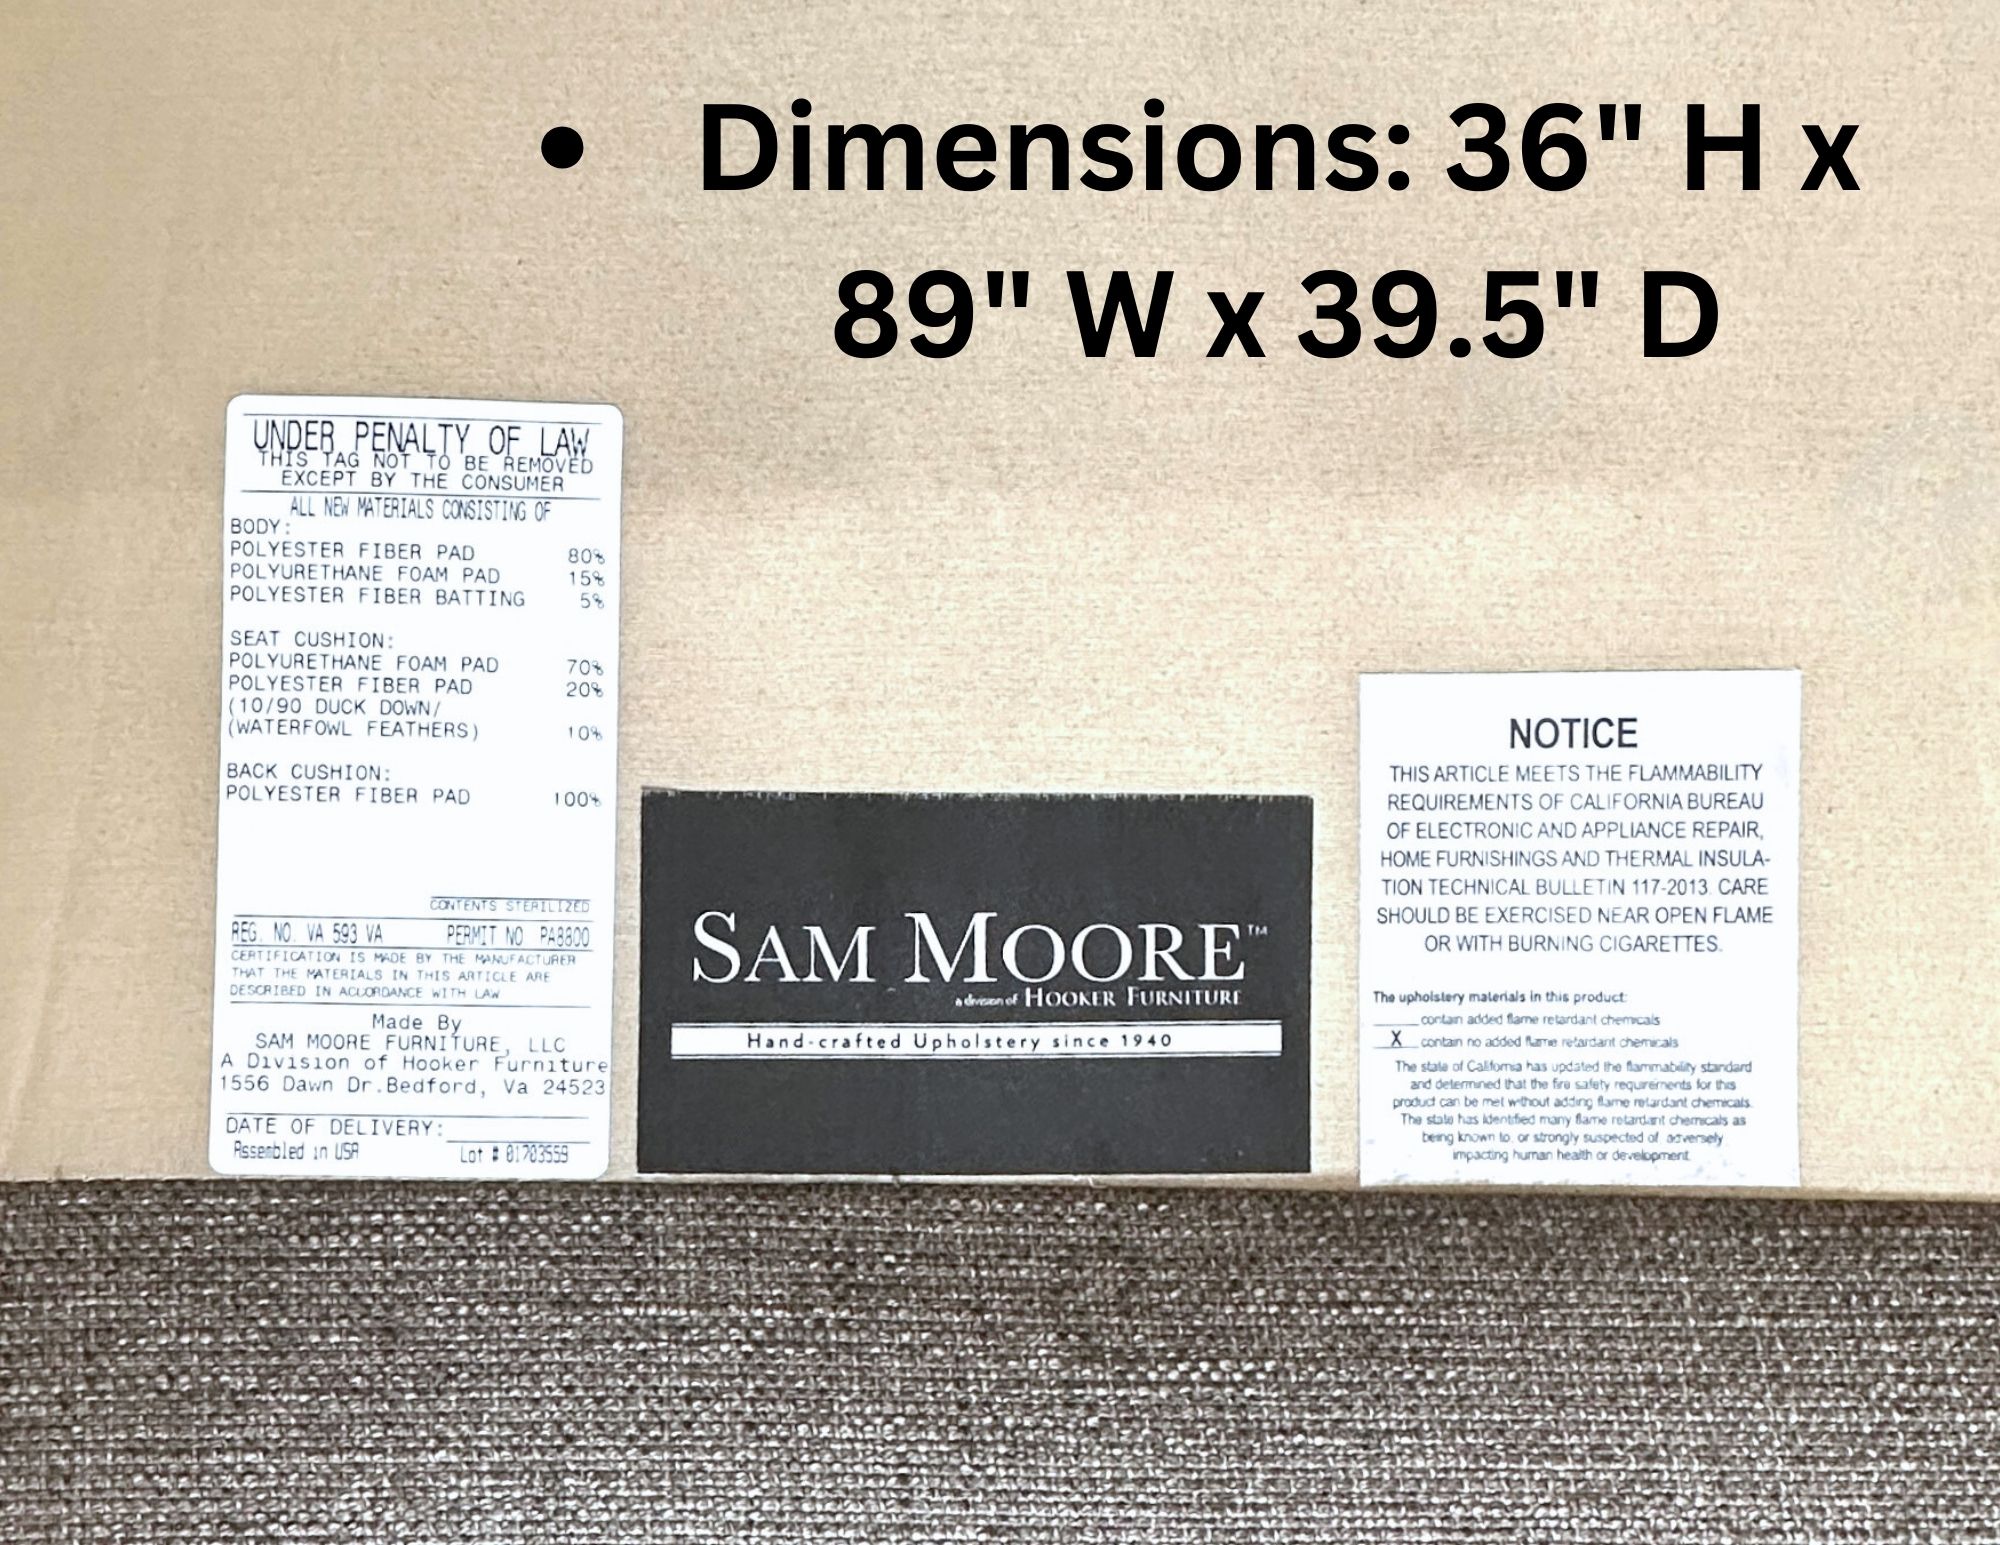 • Dimensions: 36" H x
89" W x 39.5" D
UNDER PENALTY OF LAW
THIS TAG NOT TO BE REMOVED
EXCEPT BY THE CONSUMER
ALL NEW MATERIALS CONSISTING OF
BODY:
POLYESTER FIBER PAD 80%
POLYURETHANE FOAM PAD 15%
POLYESTER FIBER BATTING 5%
SEAT CUSHION:
POLYURETHANE FOAM PAD 70%
POLYESTER FIBER PAD 20%
(10/90 DUCK DOWN/
(WATERFOWL FEATHERS) 10%
BACK CUSHION:
POLYESTER FIBER PAD 100%
CONTENTS STERILIZED
REG. NO. VA 593 VA PERMIT NO PA8800
CERTIFICATION IS MADE BY THE MANUFACTURER
THAT THE MATERIALS IN THIS ARTICLE ARE
DESCRIBED IN ACCORDANCE WITH LAW
Made By
SAM MOORE FURNITURE, LLC
A Division of Hooker Furniture
1556 Dawn Dr.Bedford, Va 24523
DATE OF DELIVERY:
Assembled in USA Lot # 01703559
SAM MOORE™
a division of HOOKER FURNITURE
Hand-crafted Upholstery since 1940
NOTICE
THIS ARTICLE MEETS THE FLAMMABILITY
REQUIREMENTS OF CALIFORNIA BUREAU
OF ELECTRONIC AND APPLIANCE REPAIR,
HOME FURNISHINGS AND THERMAL INSULA-
TION TECHNICAL BULLETIN 117-2013. CARE
SHOULD BE EXERCISED NEAR OPEN FLAME
OR WITH BURNING CIGARETTES.
The upholstery materials in this product:
contain added flame retardant chemicals
X contain no added flame retardant chemicals
The state of California has updated the flammability standard
and determined that the fire safety requirements for this
product can be met without adding flame retardant chemicals.
The state has identified many flame retardant chemicals as
being known to, or strongly suspected of, adversely
impacting human health or development.